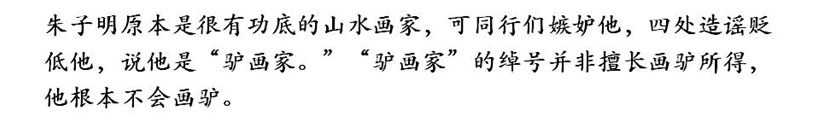 朱子明原本是很有功底的山水画家，可同行们嫉妒他，四处造谣贬
低他，说他是“驴画家。”“驴画家”的绰号并非擅长画驴所得，
他根本不会画驴。